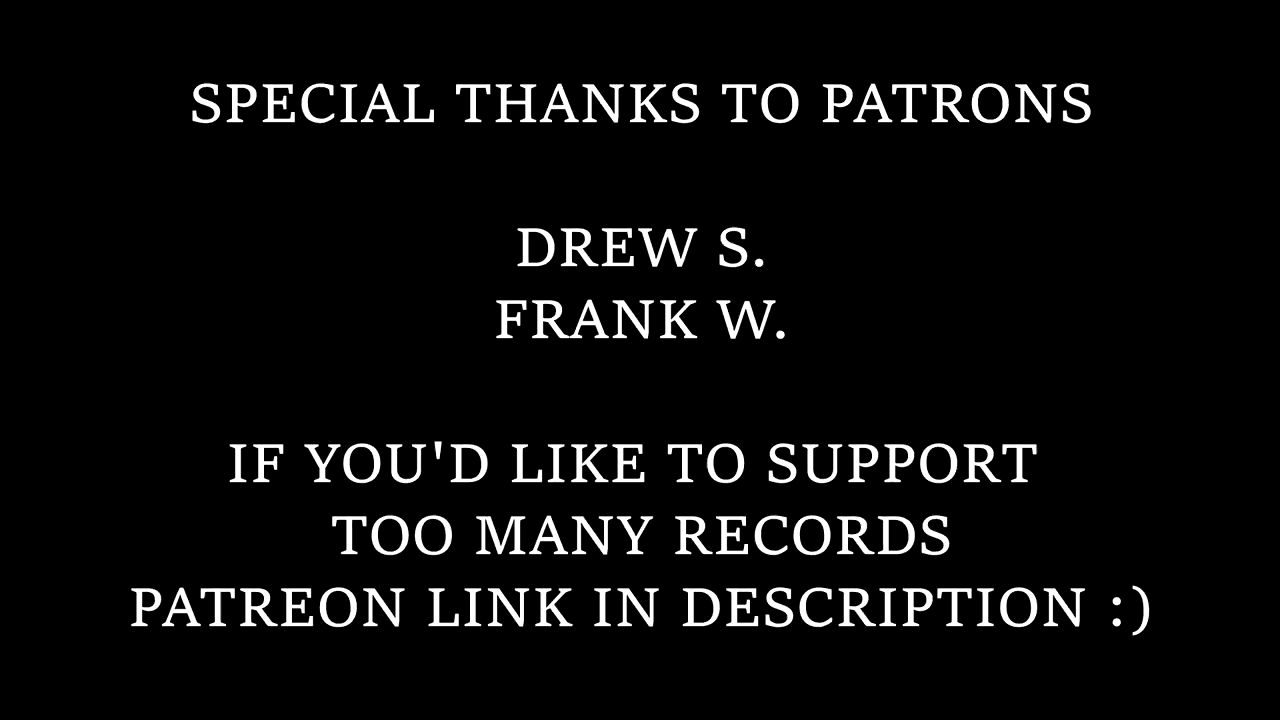 SPECIAL THANKS TO PATRONS
DREW S.
FRANK W.
IF YOU'D LIKE TO SUPPORT
TOO MANY RECORDS
PATREON LINK IN DESCRIPTION :)